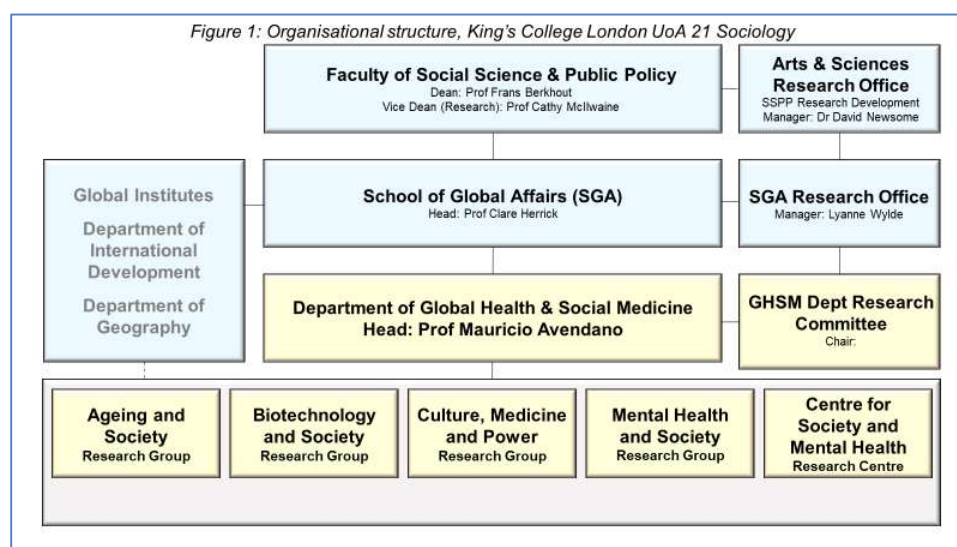 Figure 1: Organisational structure, King's College London UoA 21 Sociology
Faculty of Social Science & Public Policy
Dean: Prof Frans Berkhout
Vice Dean (Research): Prof Cathy McIlwaine
Arts & Sciences
Research Office
SSPP Research Development
Manager: Dr David Newsome
Global Institutes
Department of
International
Development
Department of
Geography
School of Global Affairs (SGA)
Head: Prof Clare Herrick
SGA Research Office
Manager: Lyanne Wylde
Department of Global Health & Social Medicine
Head: Prof Mauricio Avendano
GHSM Dept Research
Committee
Chair:
Ageing and
Society
Research Group
Biotechnology
and Society
Research Group
Culture, Medicine
and Power
Research Group
Mental Health
and Society
Research Group
Centre for
Society and
Mental Health
Research Centre